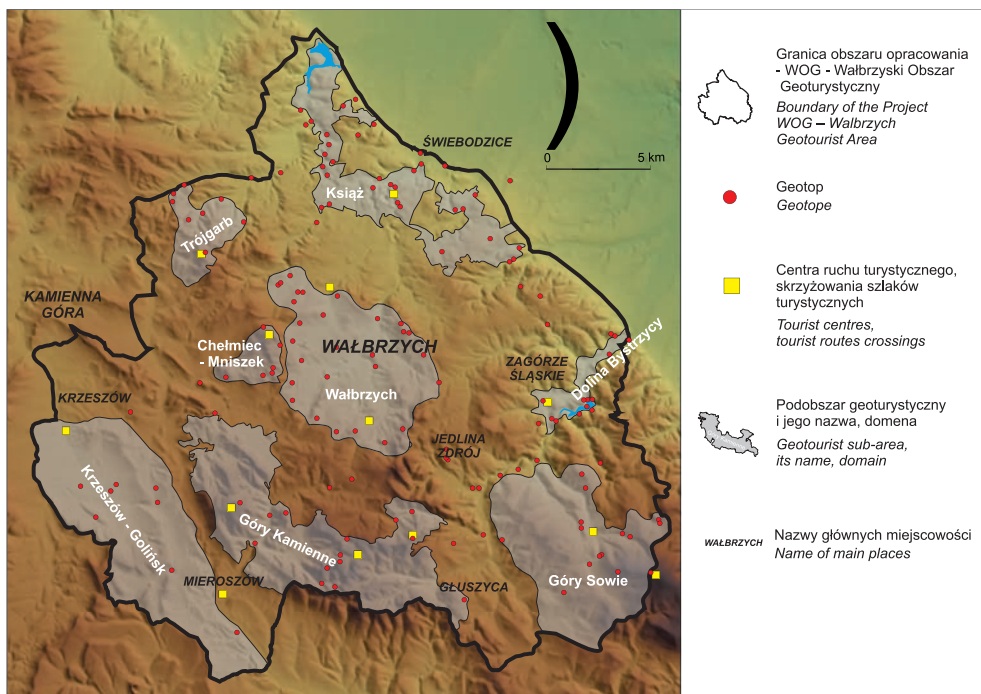 ŚWIEBODZICE
0 5 km
Książ
Trójgarb
KAMIENNA
GÓRA
Chełmiec
- Mniszek
WAŁBRZYCH
ZAGÓRZE
ŚLĄSKIE
Dolina Bystrzycy
Wałbrzych
KRZESZÓW
JEDLINA
ZDRÓJ
Krzeszów - Golińsk
Góry Kamienne
MIEROSZÓW
GŁUSZYCA
Góry Sowie
Granica obszaru opracowania
- WOG - Wałbrzyski Obszar
Geoturystyczny
Boundary of the Project
WOG – Walbrzych
Geotourist Area
Geotop
Geotope
Centra ruchu turystycznego,
skrzyżowania szlaków
turystycznych
Tourist centres,
tourist routes crossings
Podobszar geoturystyczny
i jego nazwa, domena
Geotourist sub-area,
its name, domain
WAŁBRZYCH Nazwy głównych miejscowości
Name of main places